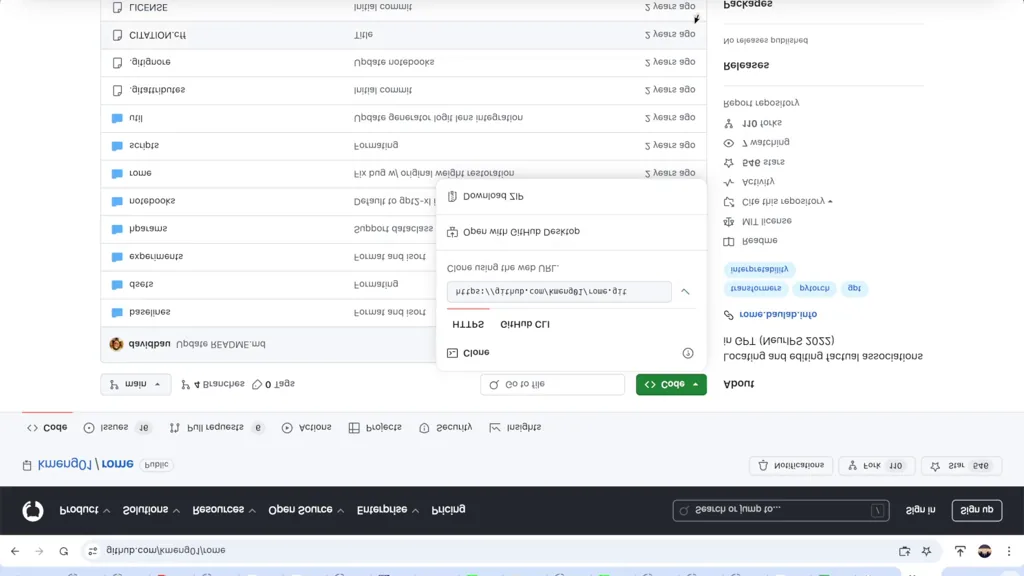 github.com/kmeng01/rome
Product Solutions Resources Open Source Enterprise Pricing Search or jump to... / Sign in Sign up
kmeng01 / rome Public Notifications Fork 110 Star 546
Code Issues 16 Pull requests 6 Actions Projects Security Insights
main 4 Branches 0 Tags Go to file Code
davidbau Update README.md
baselines Format and isort
dsets Formatting
experiments Format and isort
hparams Support dataclass
notebooks Default to gpt2-xl i
rome Fix bug w/ original weight restoration 2 years ago
scripts Formatting 2 years ago
util Update generator logit lens integration 2 years ago
.gitattributes Initial commit 2 years ago
.gitignore Update notebooks 2 years ago
CITATION.cff Title 2 years ago
LICENSE Initial commit 2 years ago
Clone
HTTPS GitHub CLI
https://github.com/kmeng01/rome.git
Clone using the web URL.
Open with GitHub Desktop
Download ZIP
About
Locating and editing factual associations
in GPT (NeurIPS 2022)
rome.baulab.info
transformers pytorch gpt
interpretability
Readme
MIT license
Cite this repository
Activity
546 stars
7 watching
110 forks
Report repository
Releases
No releases published
Packages